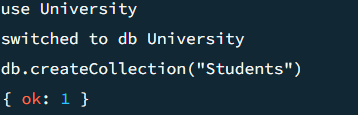 use University
switched to db University
db.createCollection("Students")
{ ok: 1 }